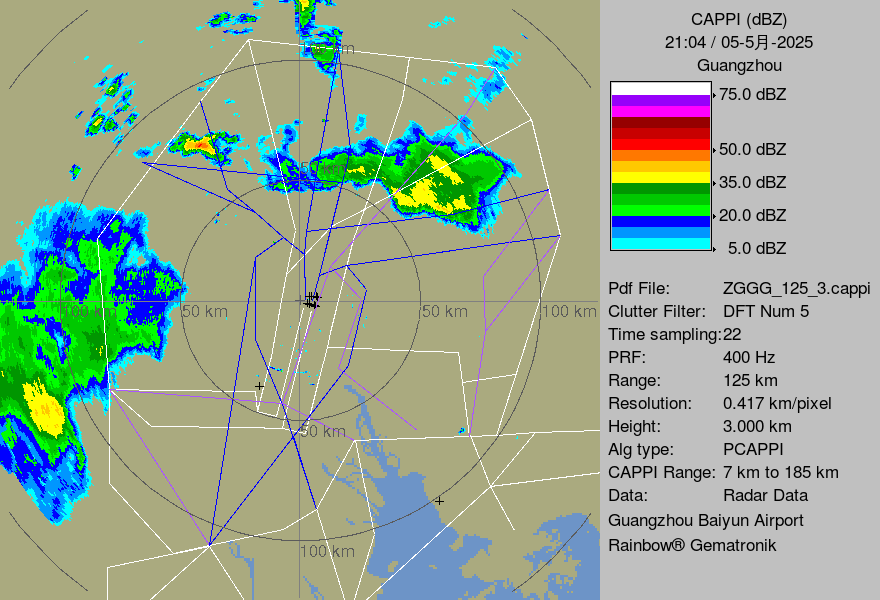 CAPPI (dBZ)
21:04 / 05-5月-2025
Guangzhou
75.0 dBZ
50.0 dBZ
35.0 dBZ
20.0 dBZ
5.0 dBZ
Pdf File: ZGGG_125_3.cappi
Clutter Filter: DFT Num 5
Time sampling:22
PRF: 400 Hz
Range: 125 km
Resolution: 0.417 km/pixel
Height: 3.000 km
Alg type: PCAPPI
CAPPI Range: 7 km to 185 km
Data: Radar Data
Guangzhou Baiyun Airport
Rainbow® Gematronik
100 km
50 km
50 km
100 km
50 km
100 km